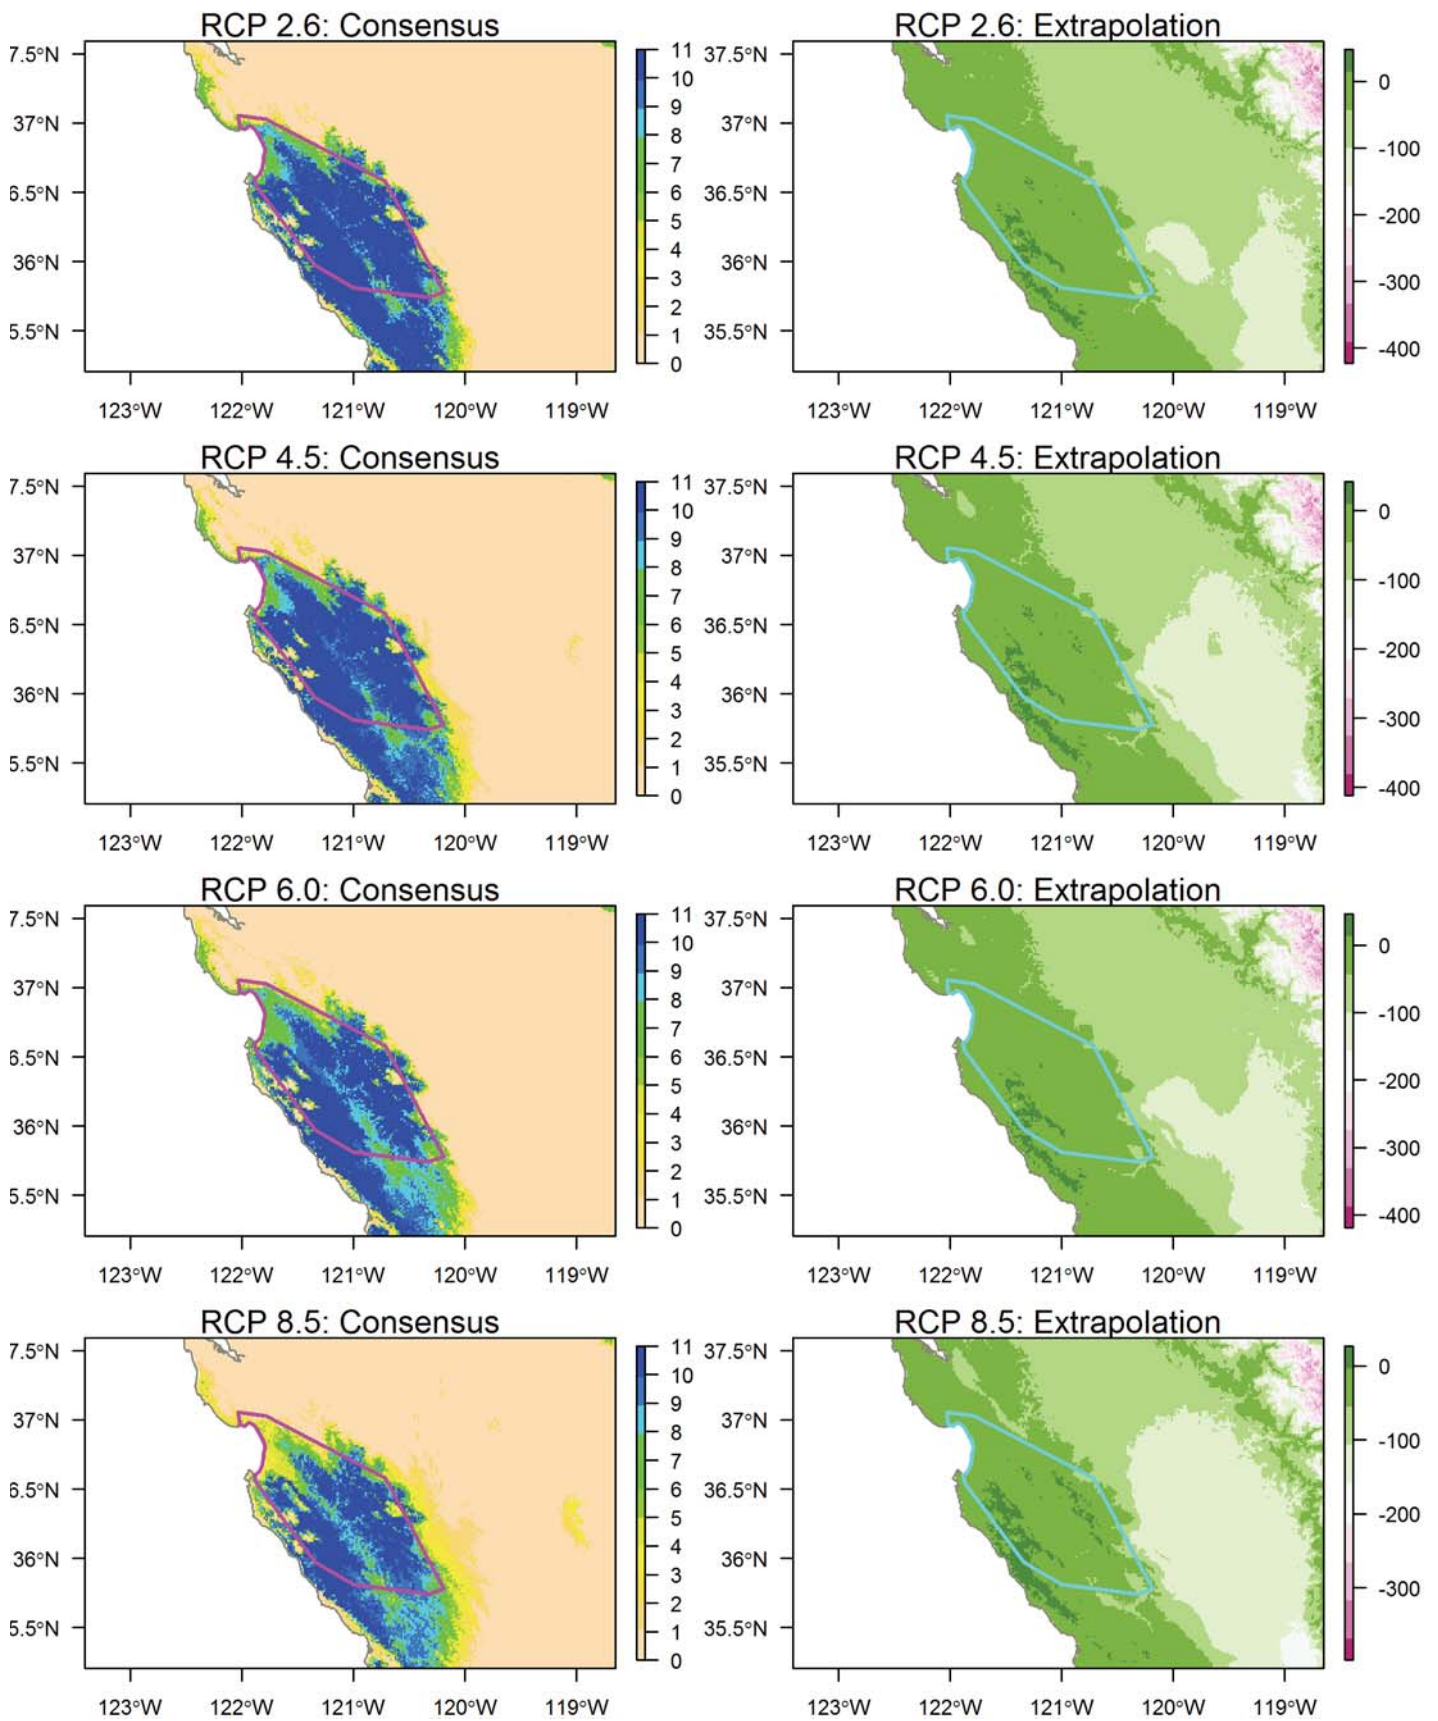 RCP 2.6: Consensus
7.5°N
37°N
6.5°N
36°N
5.5°N
123°W 122°W 121°W 120°W 119°W
11
10
9
8
7
6
5
4
3
2
1
0
RCP 2.6: Extrapolation
37.5°N
37°N
36.5°N
36°N
35.5°N
123°W 122°W 121°W 120°W 119°W
0
-100
-200
-300
-400
RCP 4.5: Consensus
7.5°N
37°N
6.5°N
36°N
5.5°N
123°W 122°W 121°W 120°W 119°W
11
10
9
8
7
6
5
4
3
2
1
0
RCP 4.5: Extrapolation
37.5°N
37°N
36.5°N
36°N
35.5°N
123°W 122°W 121°W 120°W 119°W
0
-100
-200
-300
-400
RCP 6.0: Consensus
7.5°N
37°N
6.5°N
36°N
5.5°N
123°W 122°W 121°W 120°W 119°W
11
10
9
8
7
6
5
4
3
2
1
0
RCP 6.0: Extrapolation
37.5°N
37°N
36.5°N
36°N
35.5°N
123°W 122°W 121°W 120°W 119°W
0
-100
-200
-300
-400
RCP 8.5: Consensus
7.5°N
37°N
6.5°N
36°N
5.5°N
123°W 122°W 121°W 120°W 119°W
11
10
9
8
7
6
5
4
3
2
1
0
RCP 8.5: Extrapolation
37.5°N
37°N
36.5°N
36°N
35.5°N
123°W 122°W 121°W 120°W 119°W
0
-100
-200
-300